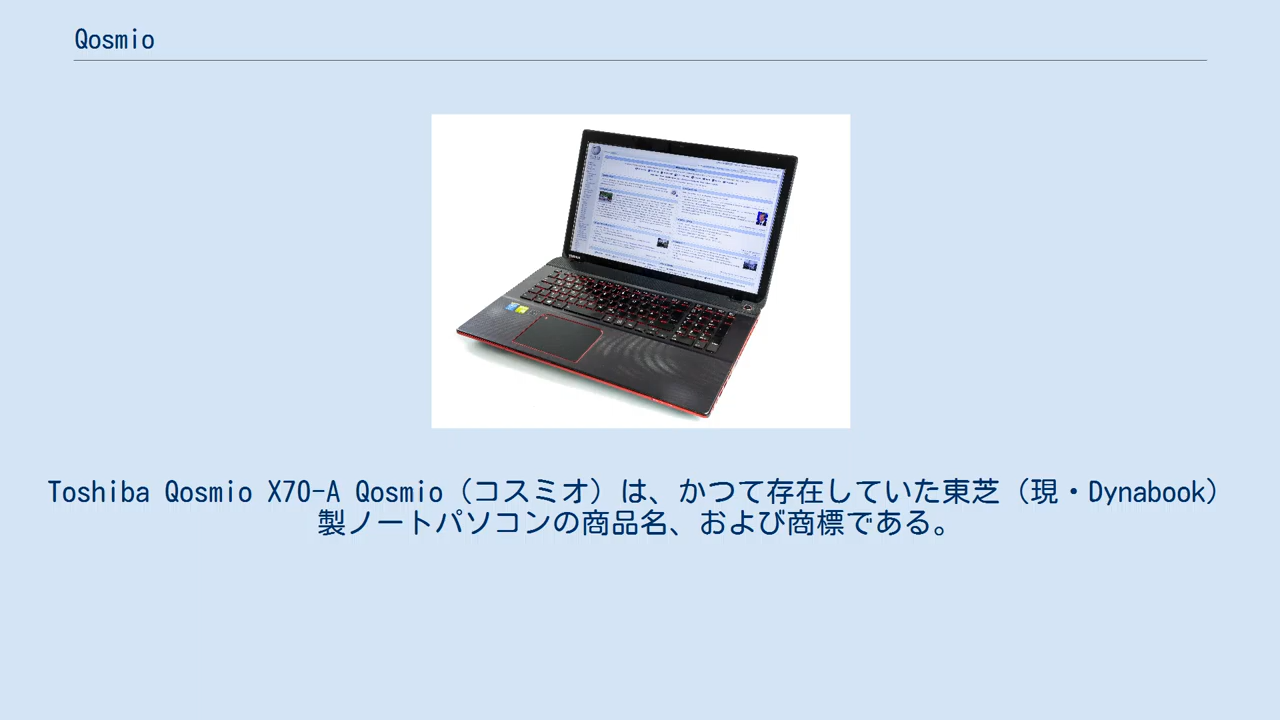 Qosmio
Toshiba Qosmio X70-A Qosmio（コスミオ）は、かつて存在していた東芝（現・Dynabook）
製ノートパソコンの商品名、および商標である。